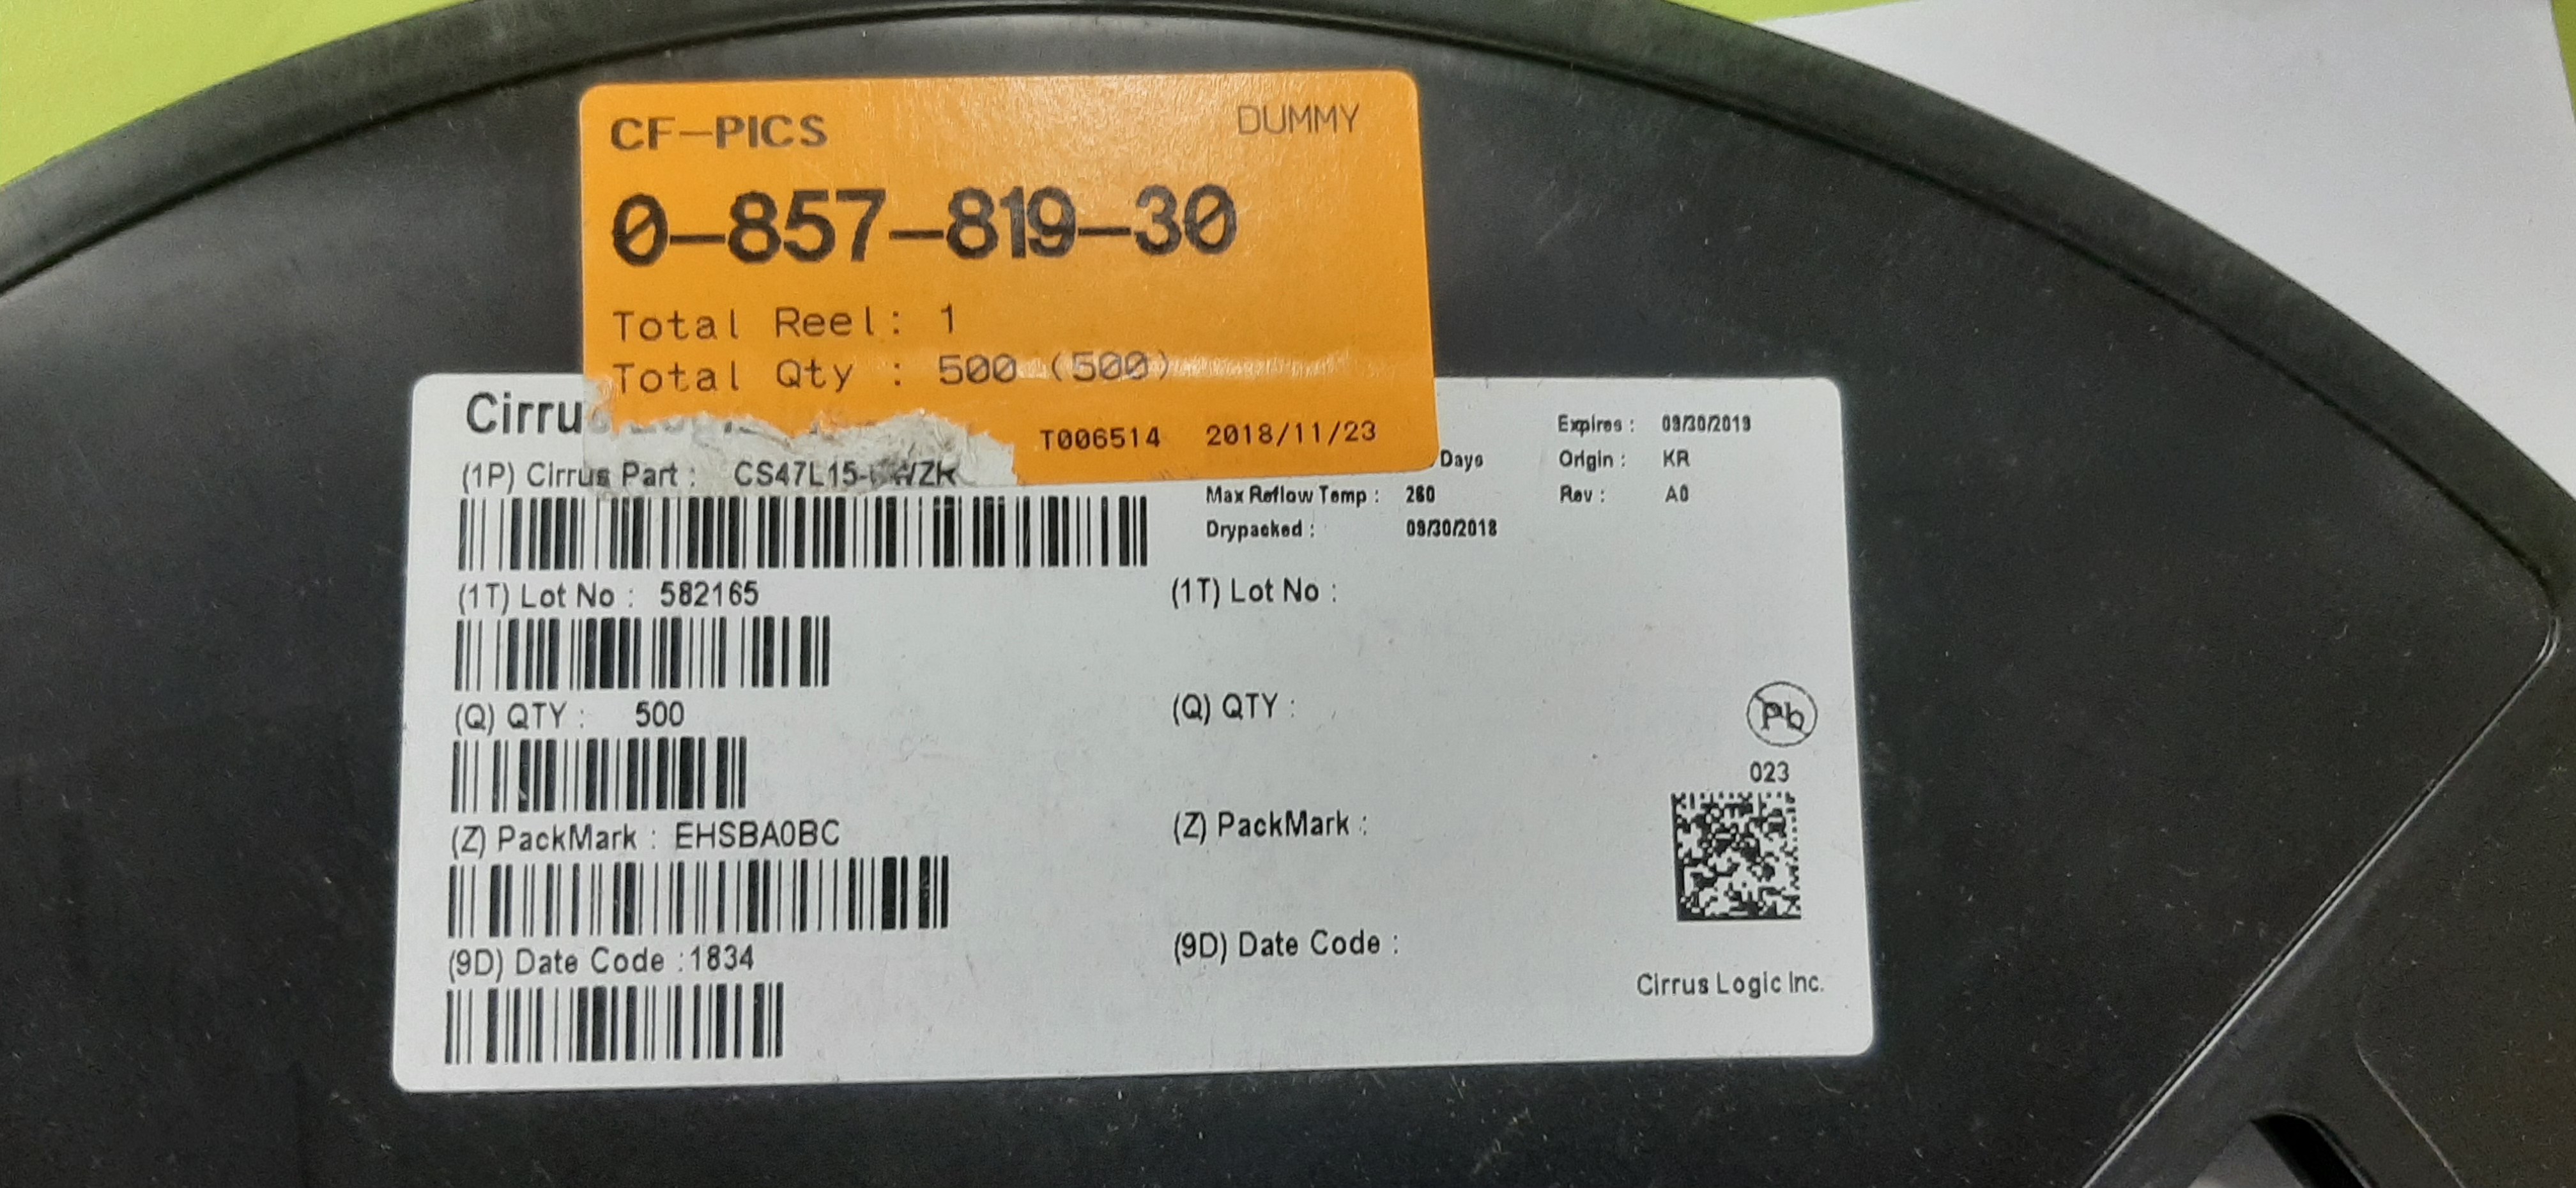 CF-PICS DUMMY
0-857-819-30
Total Reel: 1
Total Qty : 500 (500)
T006514 2018/11/23
Expires : 09/30/2019
Days
Origin : KR
Max Reflow Temp : 260
Rev : A0
Drypacked : 09/30/2018
(1P) Cirrus Part :
(1T) Lot No : 582165
(Q) QTY : 500
(Z) PackMark : EHSBA0BC
(9D) Date Code :1834
(1T) Lot No :
(Q) QTY :
(Z) PackMark :
(9D) Date Code :
Pb
023
Cirrus Logic Inc.